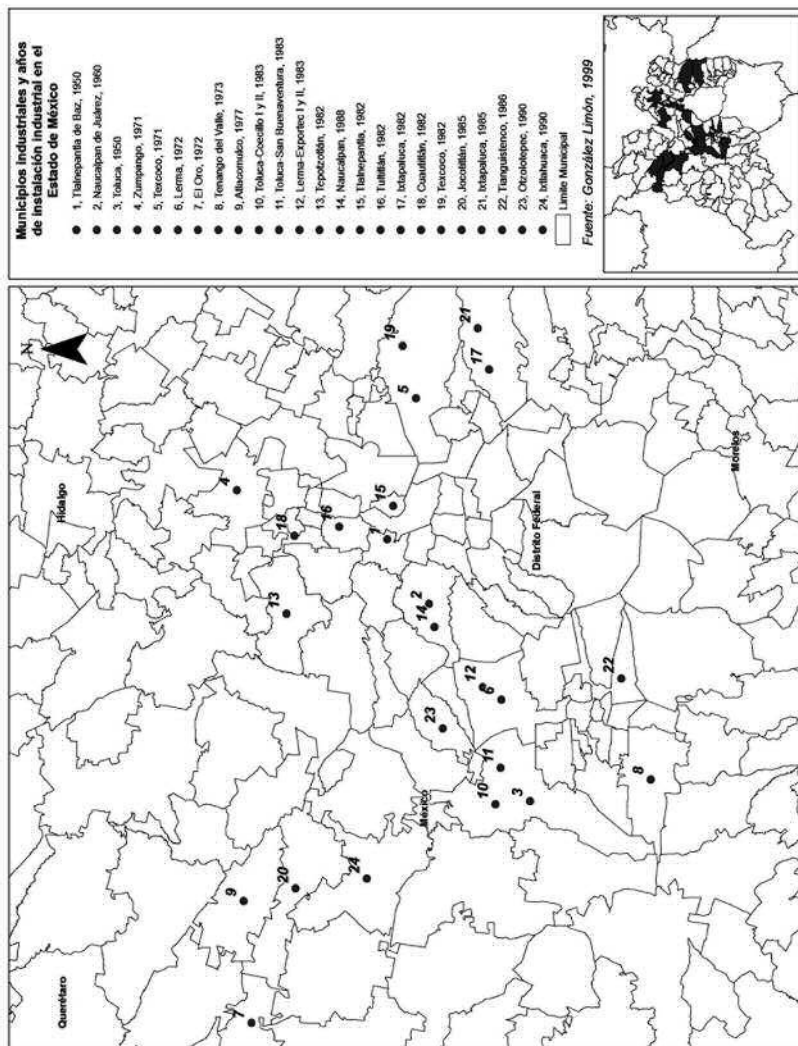 Municipios industriales y años
de instalación industrial en el
Estado de México
1, Tlalnepantla de Baz, 1950
2, Naucalpan de Juárez, 1960
3, Toluca, 1950
4, Zumpango, 1971
5, Texcoco, 1971
6, Lerma, 1972
7, El Oro, 1972
8, Tenango del Valle, 1973
9, Atlacomulco, 1977
10, Toluca-Coecillo I y II, 1983
11, Toluca-San Buenaventura, 1983
12, Lerma-Exportec I y II, 1983
13, Tepotzotlán, 1982
14, Naucalpan, 1988
15, Tlalnepantla, 1982
16, Tultitlán, 1982
17, Ixtapaluca, 1982
18, Cuautitlán, 1982
19, Texcoco, 1982
20, Jocotitlán, 1985
21, Ixtapaluca, 1985
22, Tianguistenco, 1986
23, Otzolotepec, 1990
24, Ixtlahuaca, 1990
Límite Municipal
Fuente: González Limón, 1999
N
Querétaro
Hidalgo
México
Distrito Federal
Morelos
7
9
20
24
13
4
18
16
1
15
5
19
17
21
14
2
23
12
6
11
10
3
8
22